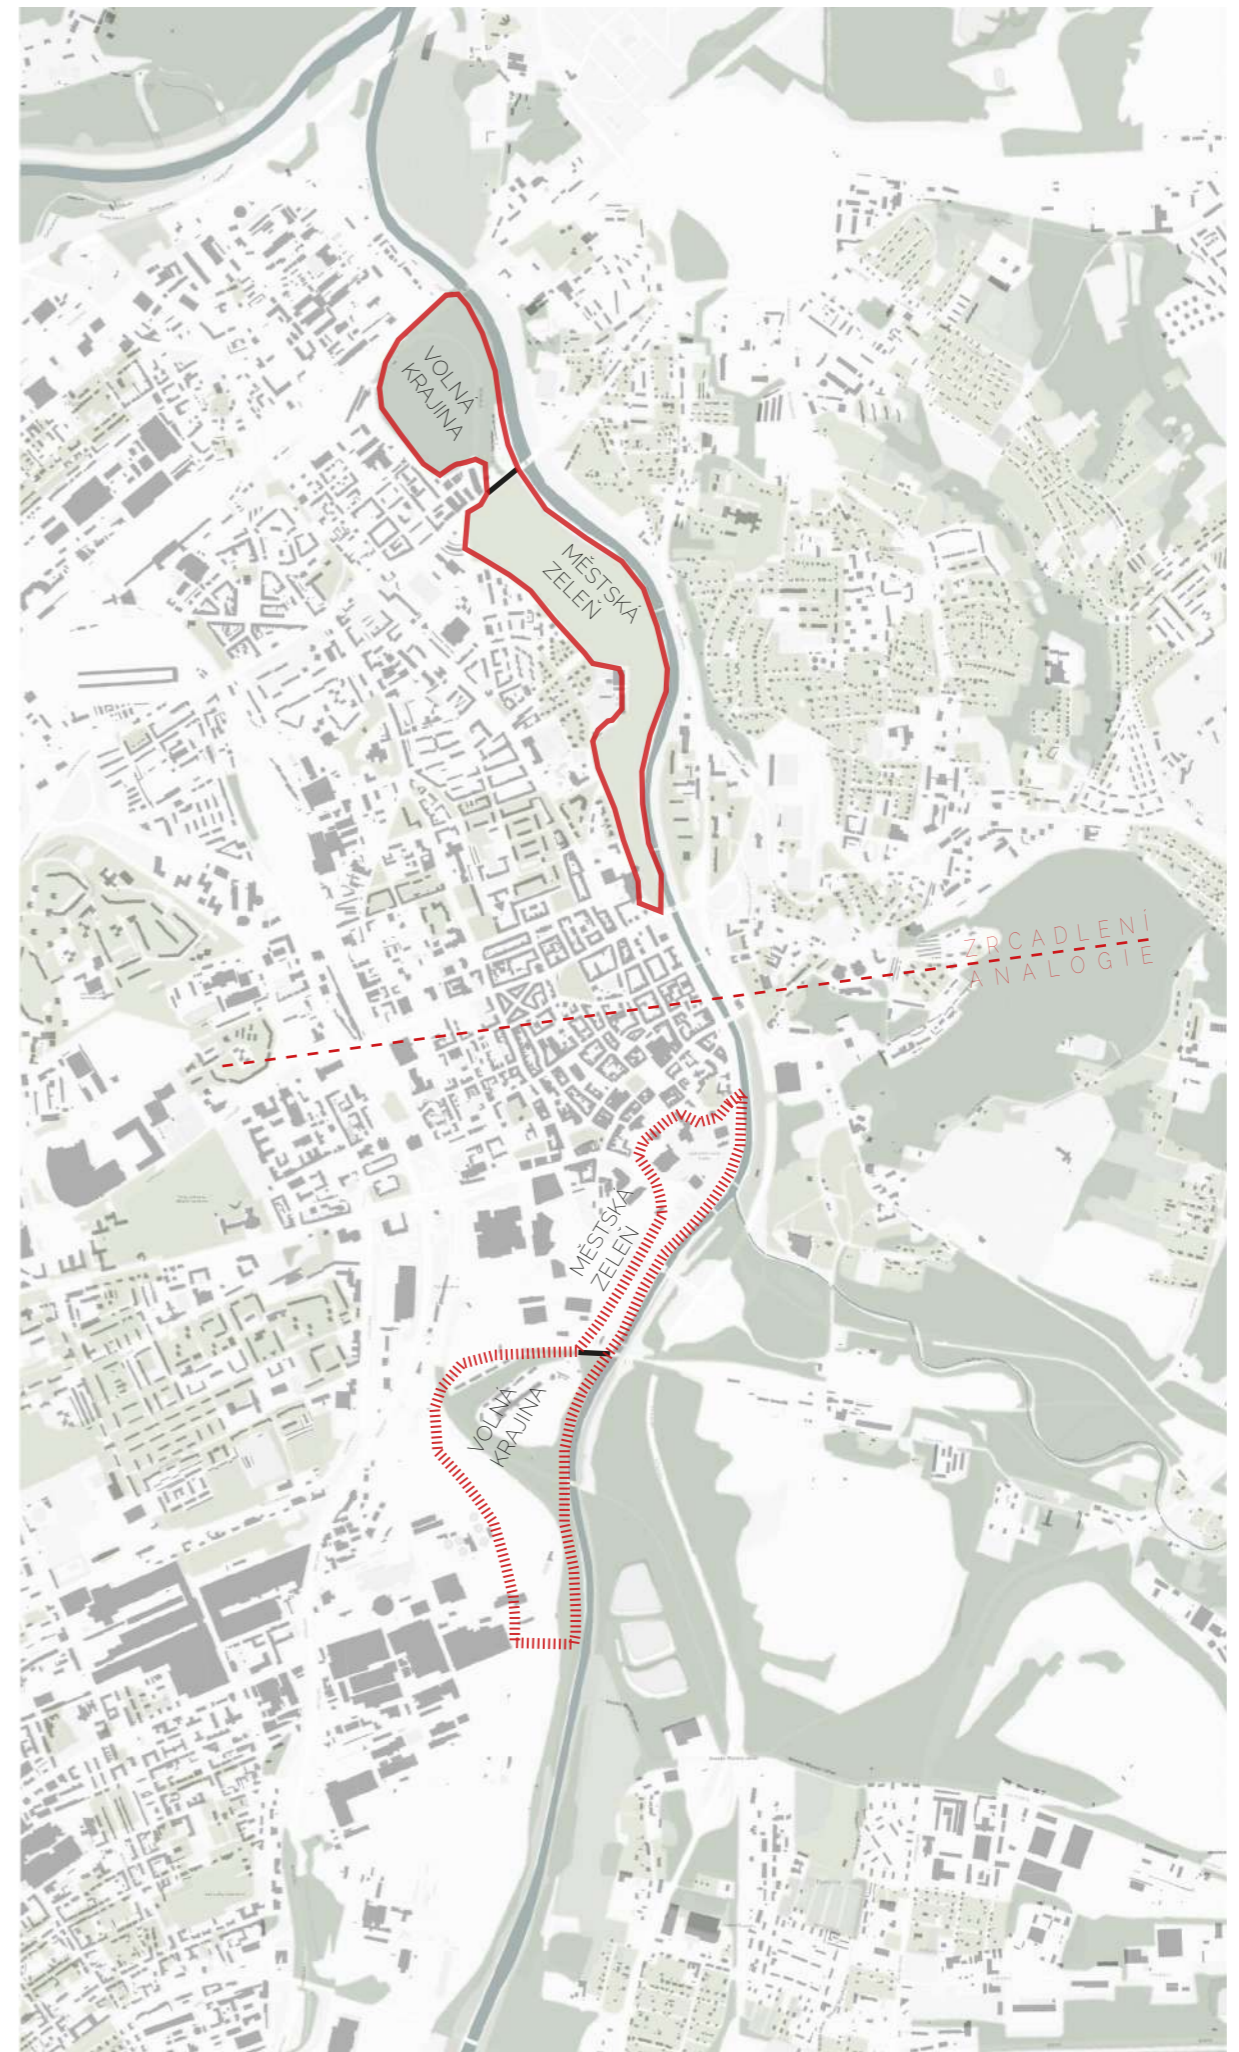 VOLNÁ
KRAJINA
MĚSTSKÁ
ZELEŇ
ZRCADLENÍ
ANALOGIE
MĚSTSKÁ
ZELEŇ
VOLNÁ
KRAJINA